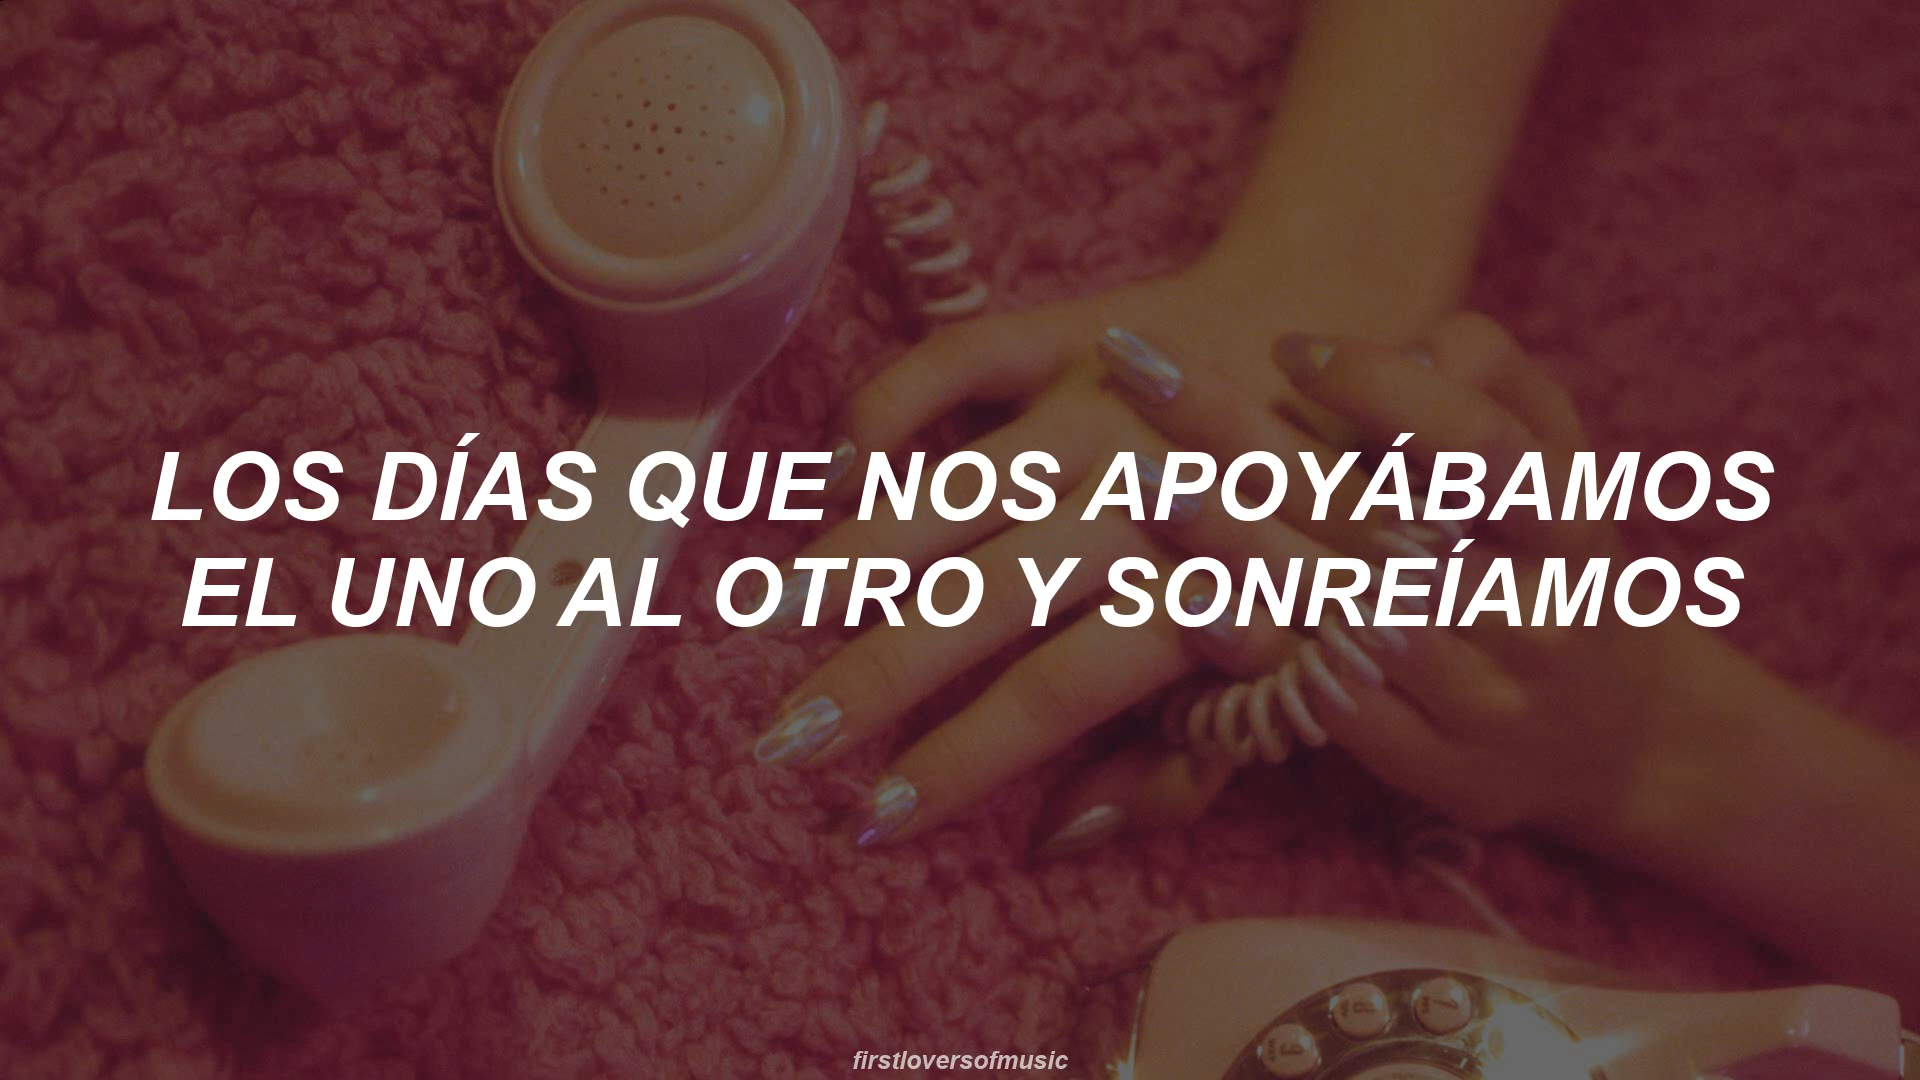 LOS DÍAS QUE NOS APOYÁBAMOS
EL UNO AL OTRO Y SONREÍAMOS
firstloversofmusic